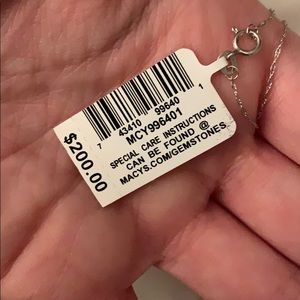 7 43410 99640 1
MCY996401
SPECIAL CARE INSTRUCTIONS
CAN BE FOUND @
MACYS.COM/GEMSTONES.
$200.00